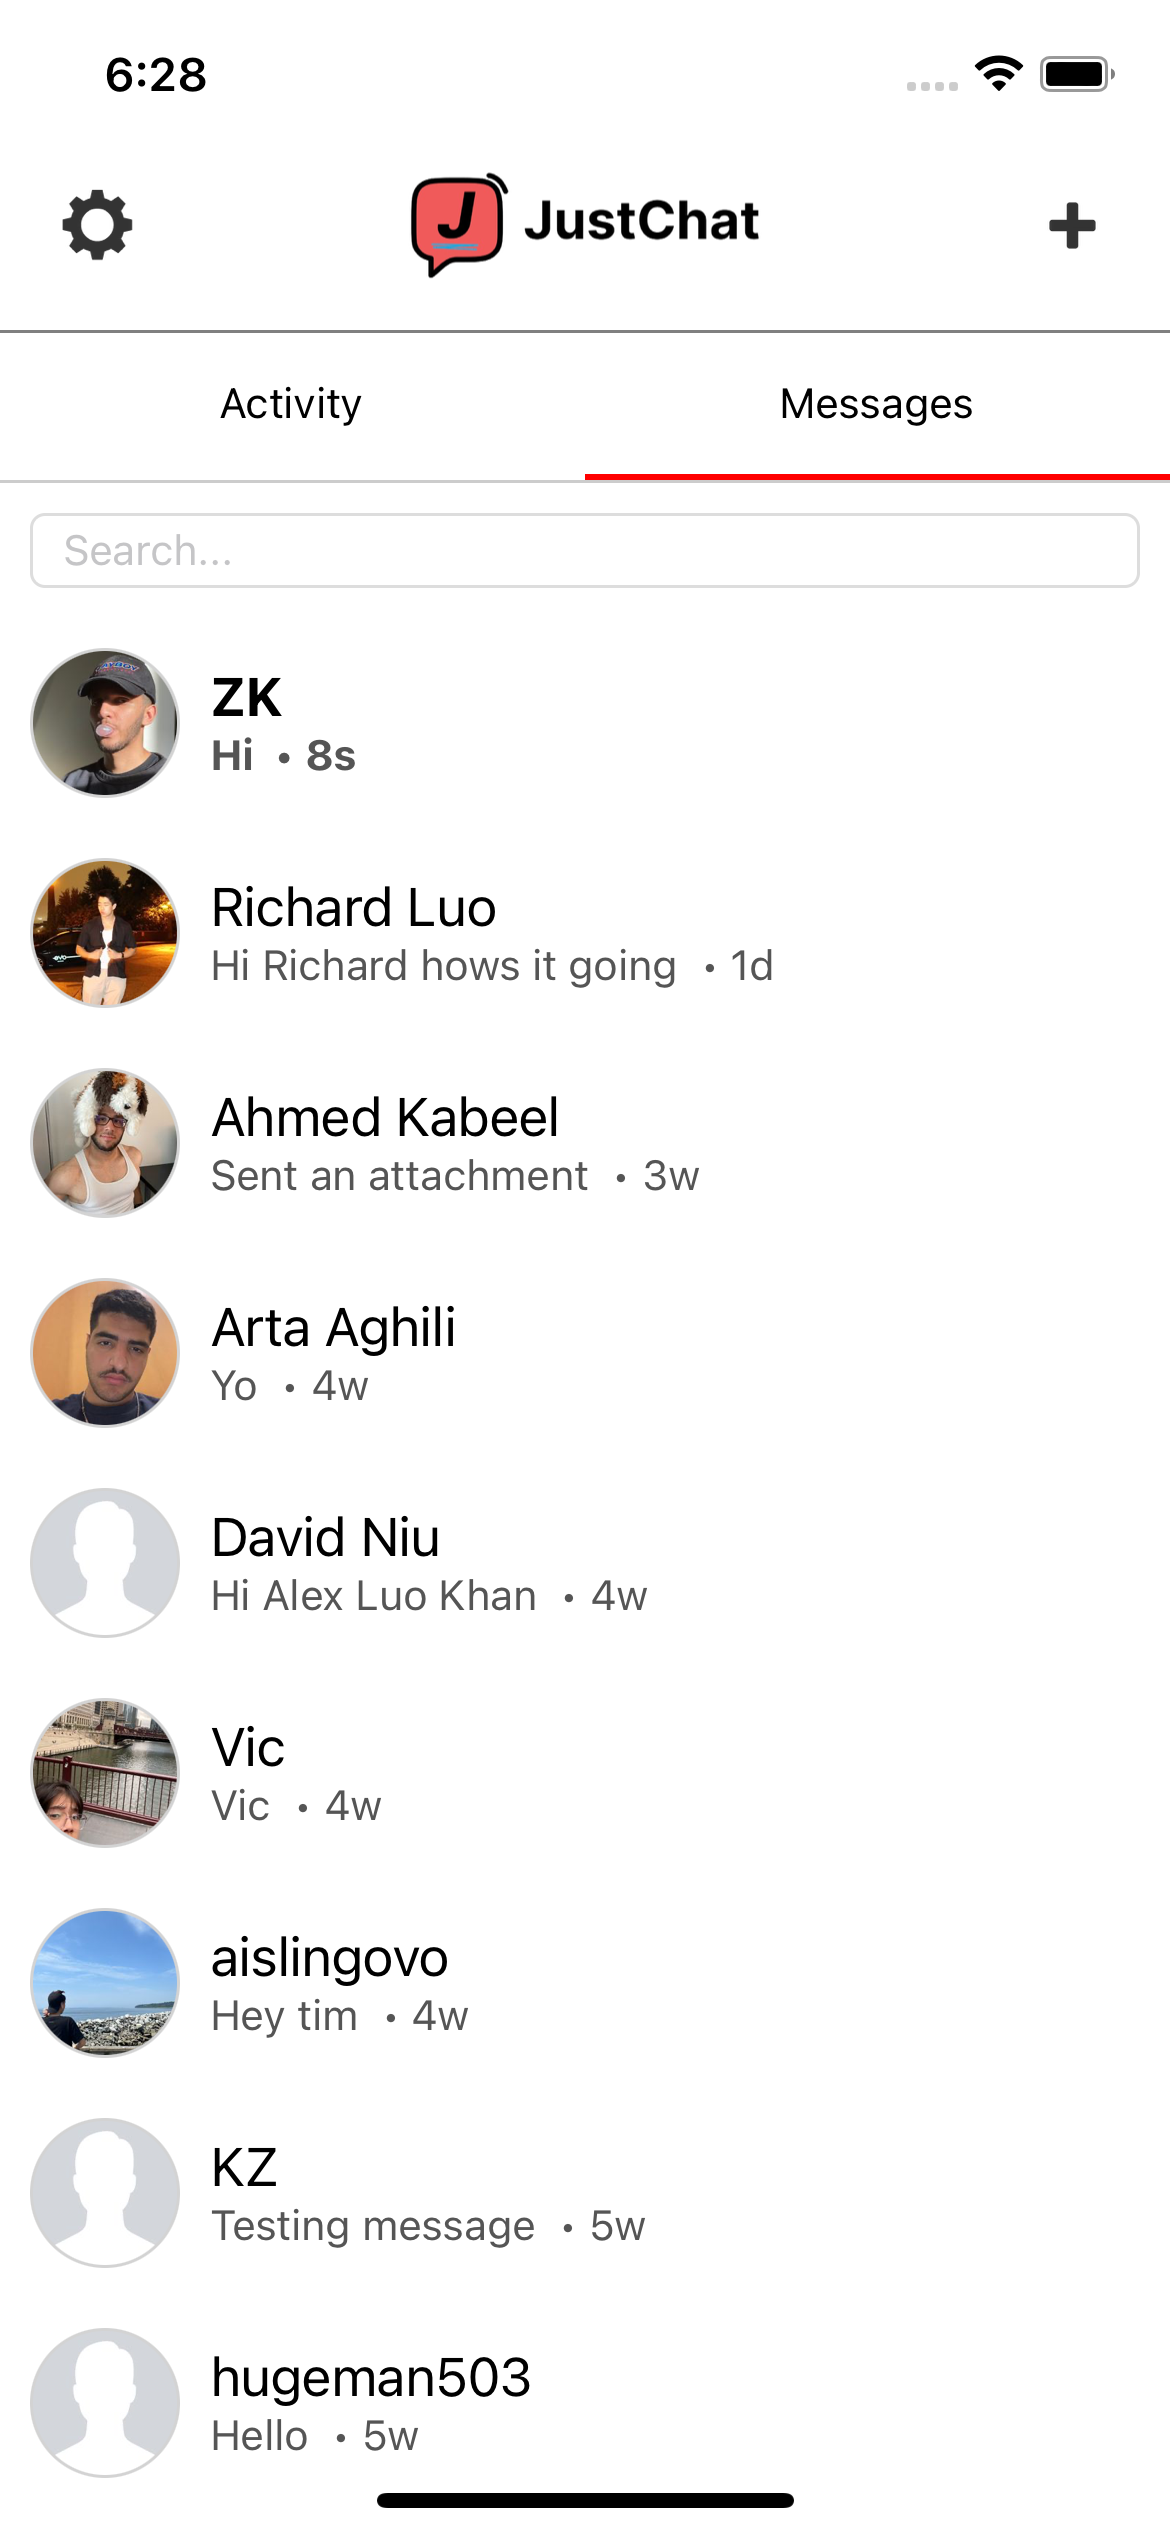 6:28
J JustChat
Activity
Messages
Search...
ZK
Hi • 8s
Richard Luo
Hi Richard hows it going • 1d
Ahmed Kabeel
Sent an attachment • 3w
Arta Aghili
Yo • 4w
David Niu
Hi Alex Luo Khan • 4w
Vic
Vic • 4w
aislingovo
Hey tim • 4w
KZ
Testing message • 5w
hugeman503
Hello • 5w